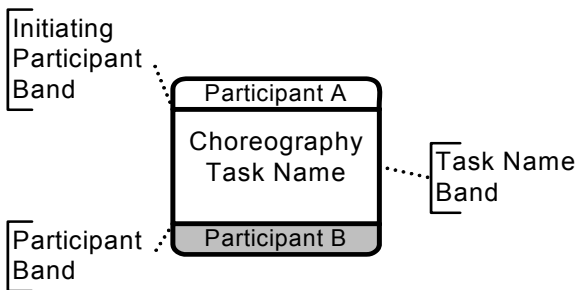 Initiating
Participant
Band
Participant A
Choreography
Task Name
Task Name
Band
Participant
Band
Participant B